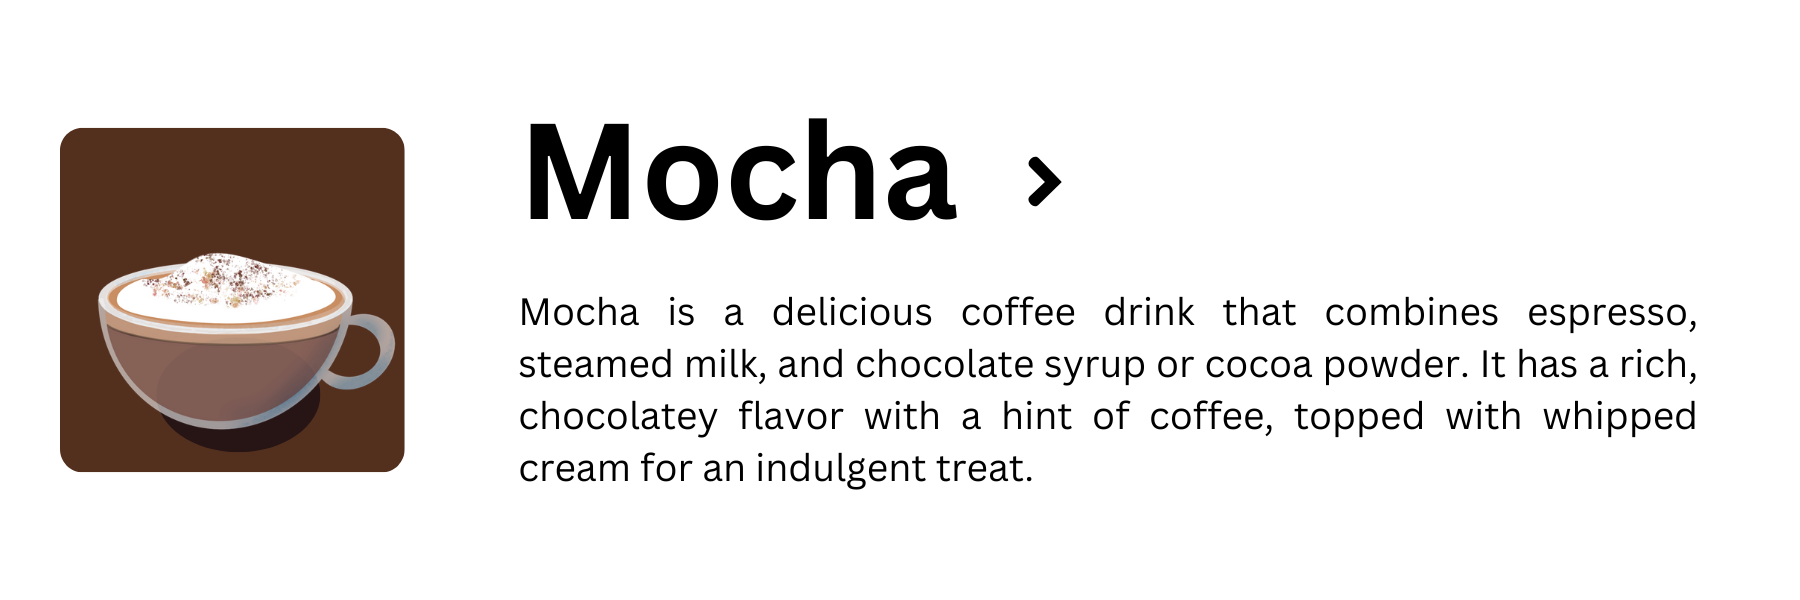 Mocha >
Mocha is a delicious coffee drink that combines espresso,
steamed milk, and chocolate syrup or cocoa powder. It has a rich,
chocolatey flavor with a hint of coffee, topped with whipped
cream for an indulgent treat.